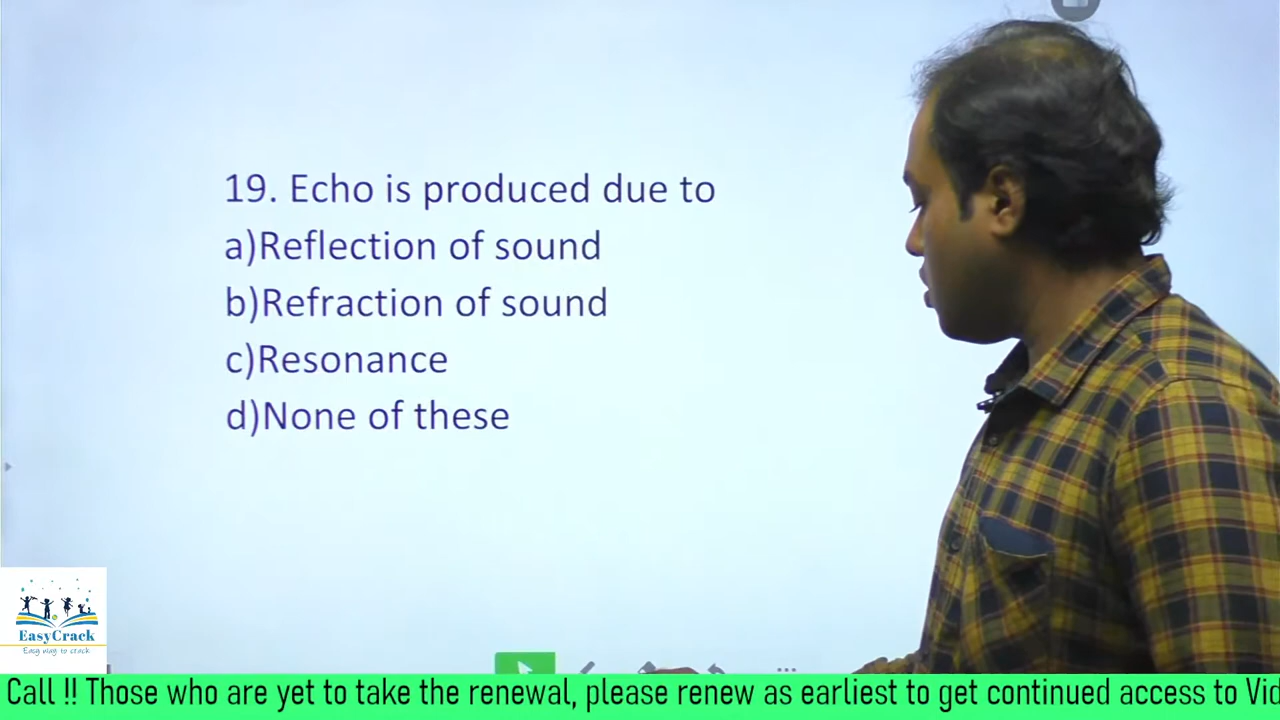 19. Echo is produced due to
a)Reflection of sound
b)Refraction of sound
c)Resonance
d)None of these
EasyCrack
Easy way to crack
Call !! Those who are yet to take the renewal, please renew as earliest to get continued access to Vid